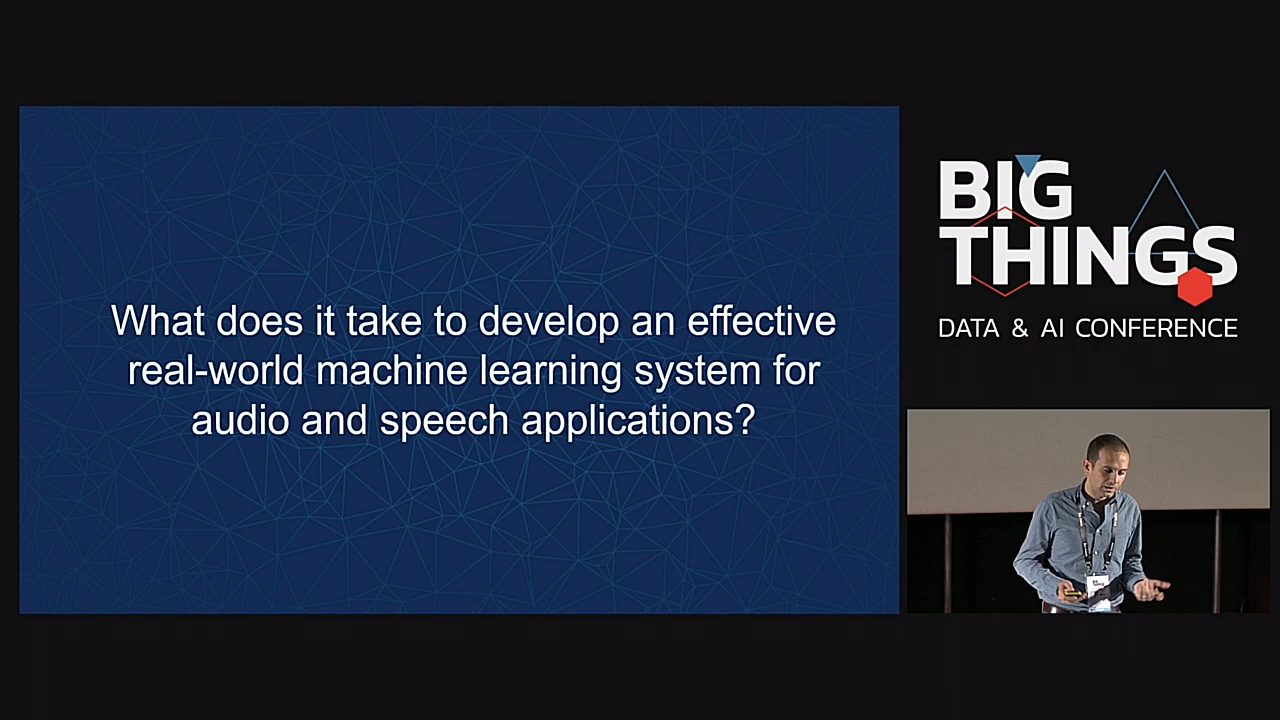 What does it take to develop an effective
real-world machine learning system for
audio and speech applications?
BIG
THINGS
DATA & AI CONFERENCE